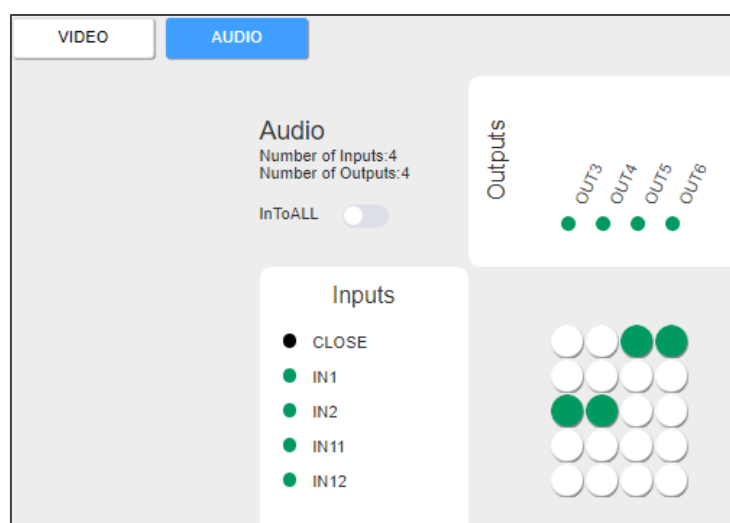 VIDEO
AUDIO
Audio
Number of Inputs:4
Number of Outputs:4
InToALL
Outputs
OUT3
OUT4
OUT5
OUT6
Inputs
CLOSE
IN1
IN2
IN11
IN12